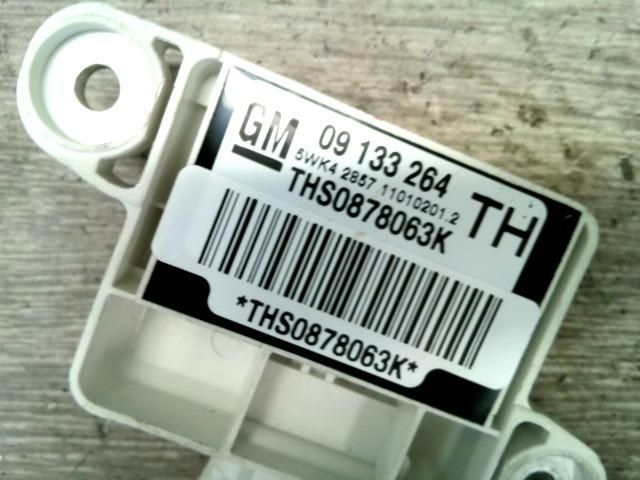 GM 09 133 264
5WK4 2857 11010201.2
THS0878063K
TH
*THS0878063K*